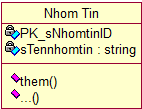 Nhom Tin
PK_sNhomtinID
sTennhomtin : string
them()
...()